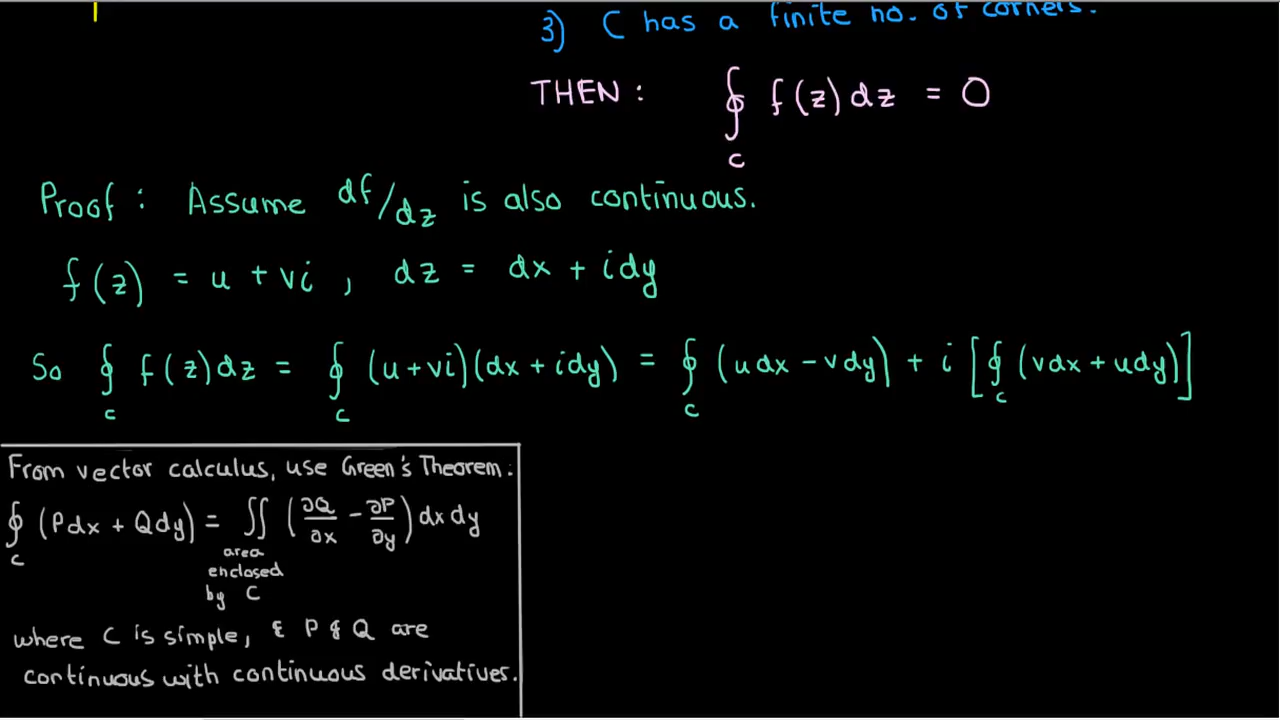 3) C has a finite no. of corners.
THEN : ∮_C f(z) dz = 0
Proof : Assume df/dz is also continuous.
f(z) = u + vi , dz = dx + idy
So ∮_C f(z)dz = ∮_C (u+vi)(dx + idy) = ∮_C (udx - vdy) + i [∮_C (vdx + udy)]
From vector calculus, use Green's Theorem:
∮_C (Pdx + Qdy) = ∬ (∂Q/∂x - ∂P/∂y) dx dy
area
enclosed
by C
where C is simple, & P & Q are
continuous with continuous derivatives.